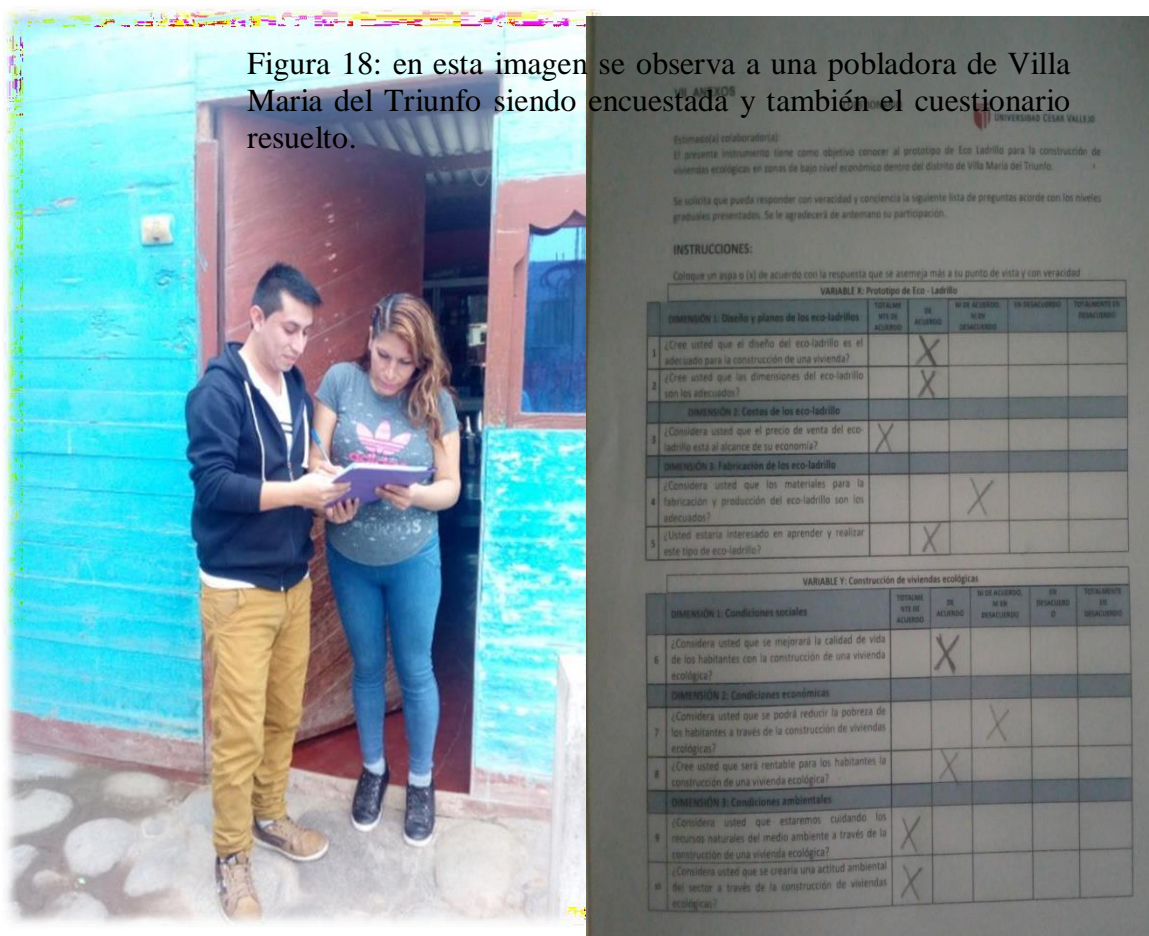 Figura 18: en esta imagen se observa a una pobladora de Villa
Maria del Triunfo siendo encuestada y también el cuestionario
resuelto.
VII. ANEXOS
UNIVERSIDAD CÉSAR VALLEJO
Estimado(a) colaborador(a):
El presenta instrumento tiene como objetivo conocer al prototipo de Eco Ladrillo para la construcción de
viviendas ecológicas en zonas de bajo nivel económico dentro del distrito de Villa María del Triunfo.
Se solicita que pueda responder con veracidad y conciencia la siguiente lista de preguntas acorde con los niveles
graduales presentados. Se le agradecerá de antemano su participación.
INSTRUCCIONES:
Coloque un aspa o (x) de acuerdo con la respuesta que se asemeja más a su punto de vista y con veracidad
VARIABLE X: Prototipo de Eco - Ladrillo
DIMENSIÓN 1: Diseño y planos de los eco-ladrillos
TOTALME
NTE DE
ACUERDO
DE
ACUERDO
NI DE ACUERDO,
NI EN
DESACUERDO
EN DESACUERDO
TOTALMENTE EN
DESACUERDO
1 ¿Cree usted que el diseño del eco-ladrillo es el
adecuado para la construcción de una vivienda? X
2 ¿Cree usted que las dimensiones del eco-ladrillo
son los adecuados? X
DIMENSIÓN 2: Costos de los eco-ladrillo
3 ¿Considera usted que el precio de venta del eco-
ladrillo está al alcance de su economía? X
DIMENSIÓN 3: Fabricación de los eco-ladrillo
4 ¿Considera usted que los materiales para la
fabricación y producción del eco-ladrillo son los
adecuados? X
5 ¿Usted estaría interesado en aprender y realizar
este tipo de eco-ladrillo? X
VARIABLE Y: Construcción de viviendas ecológicas
DIMENSIÓN 1: Condiciones sociales
TOTALME
NTE DE
ACUERDO
DE
ACUERDO
NI DE ACUERDO,
NI EN
DESACUERDO
EN
DESACUERD
O
TOTALMENTE
EN
DESACUERDO
6 ¿Considera usted que se mejorará la calidad de vida
de los habitantes con la construcción de una vivienda
ecológica? X
DIMENSIÓN 2: Condiciones económicas
7 ¿Considera usted que se podrá reducir la pobreza de
los habitantes a través de la construcción de viviendas
ecológicas? X
8 ¿Cree usted que será rentable para los habitantes la
construcción de una vivienda ecológica? X
DIMENSIÓN 3: Condiciones ambientales
9 ¿Considera usted que estaremos cuidando los
recursos naturales del medio ambiente a través de la
construcción de una vivienda ecológica? X
10 ¿Considera usted que se crearía una actitud ambiental
del sector a través de la construcción de viviendas
ecológicas? X
adidas